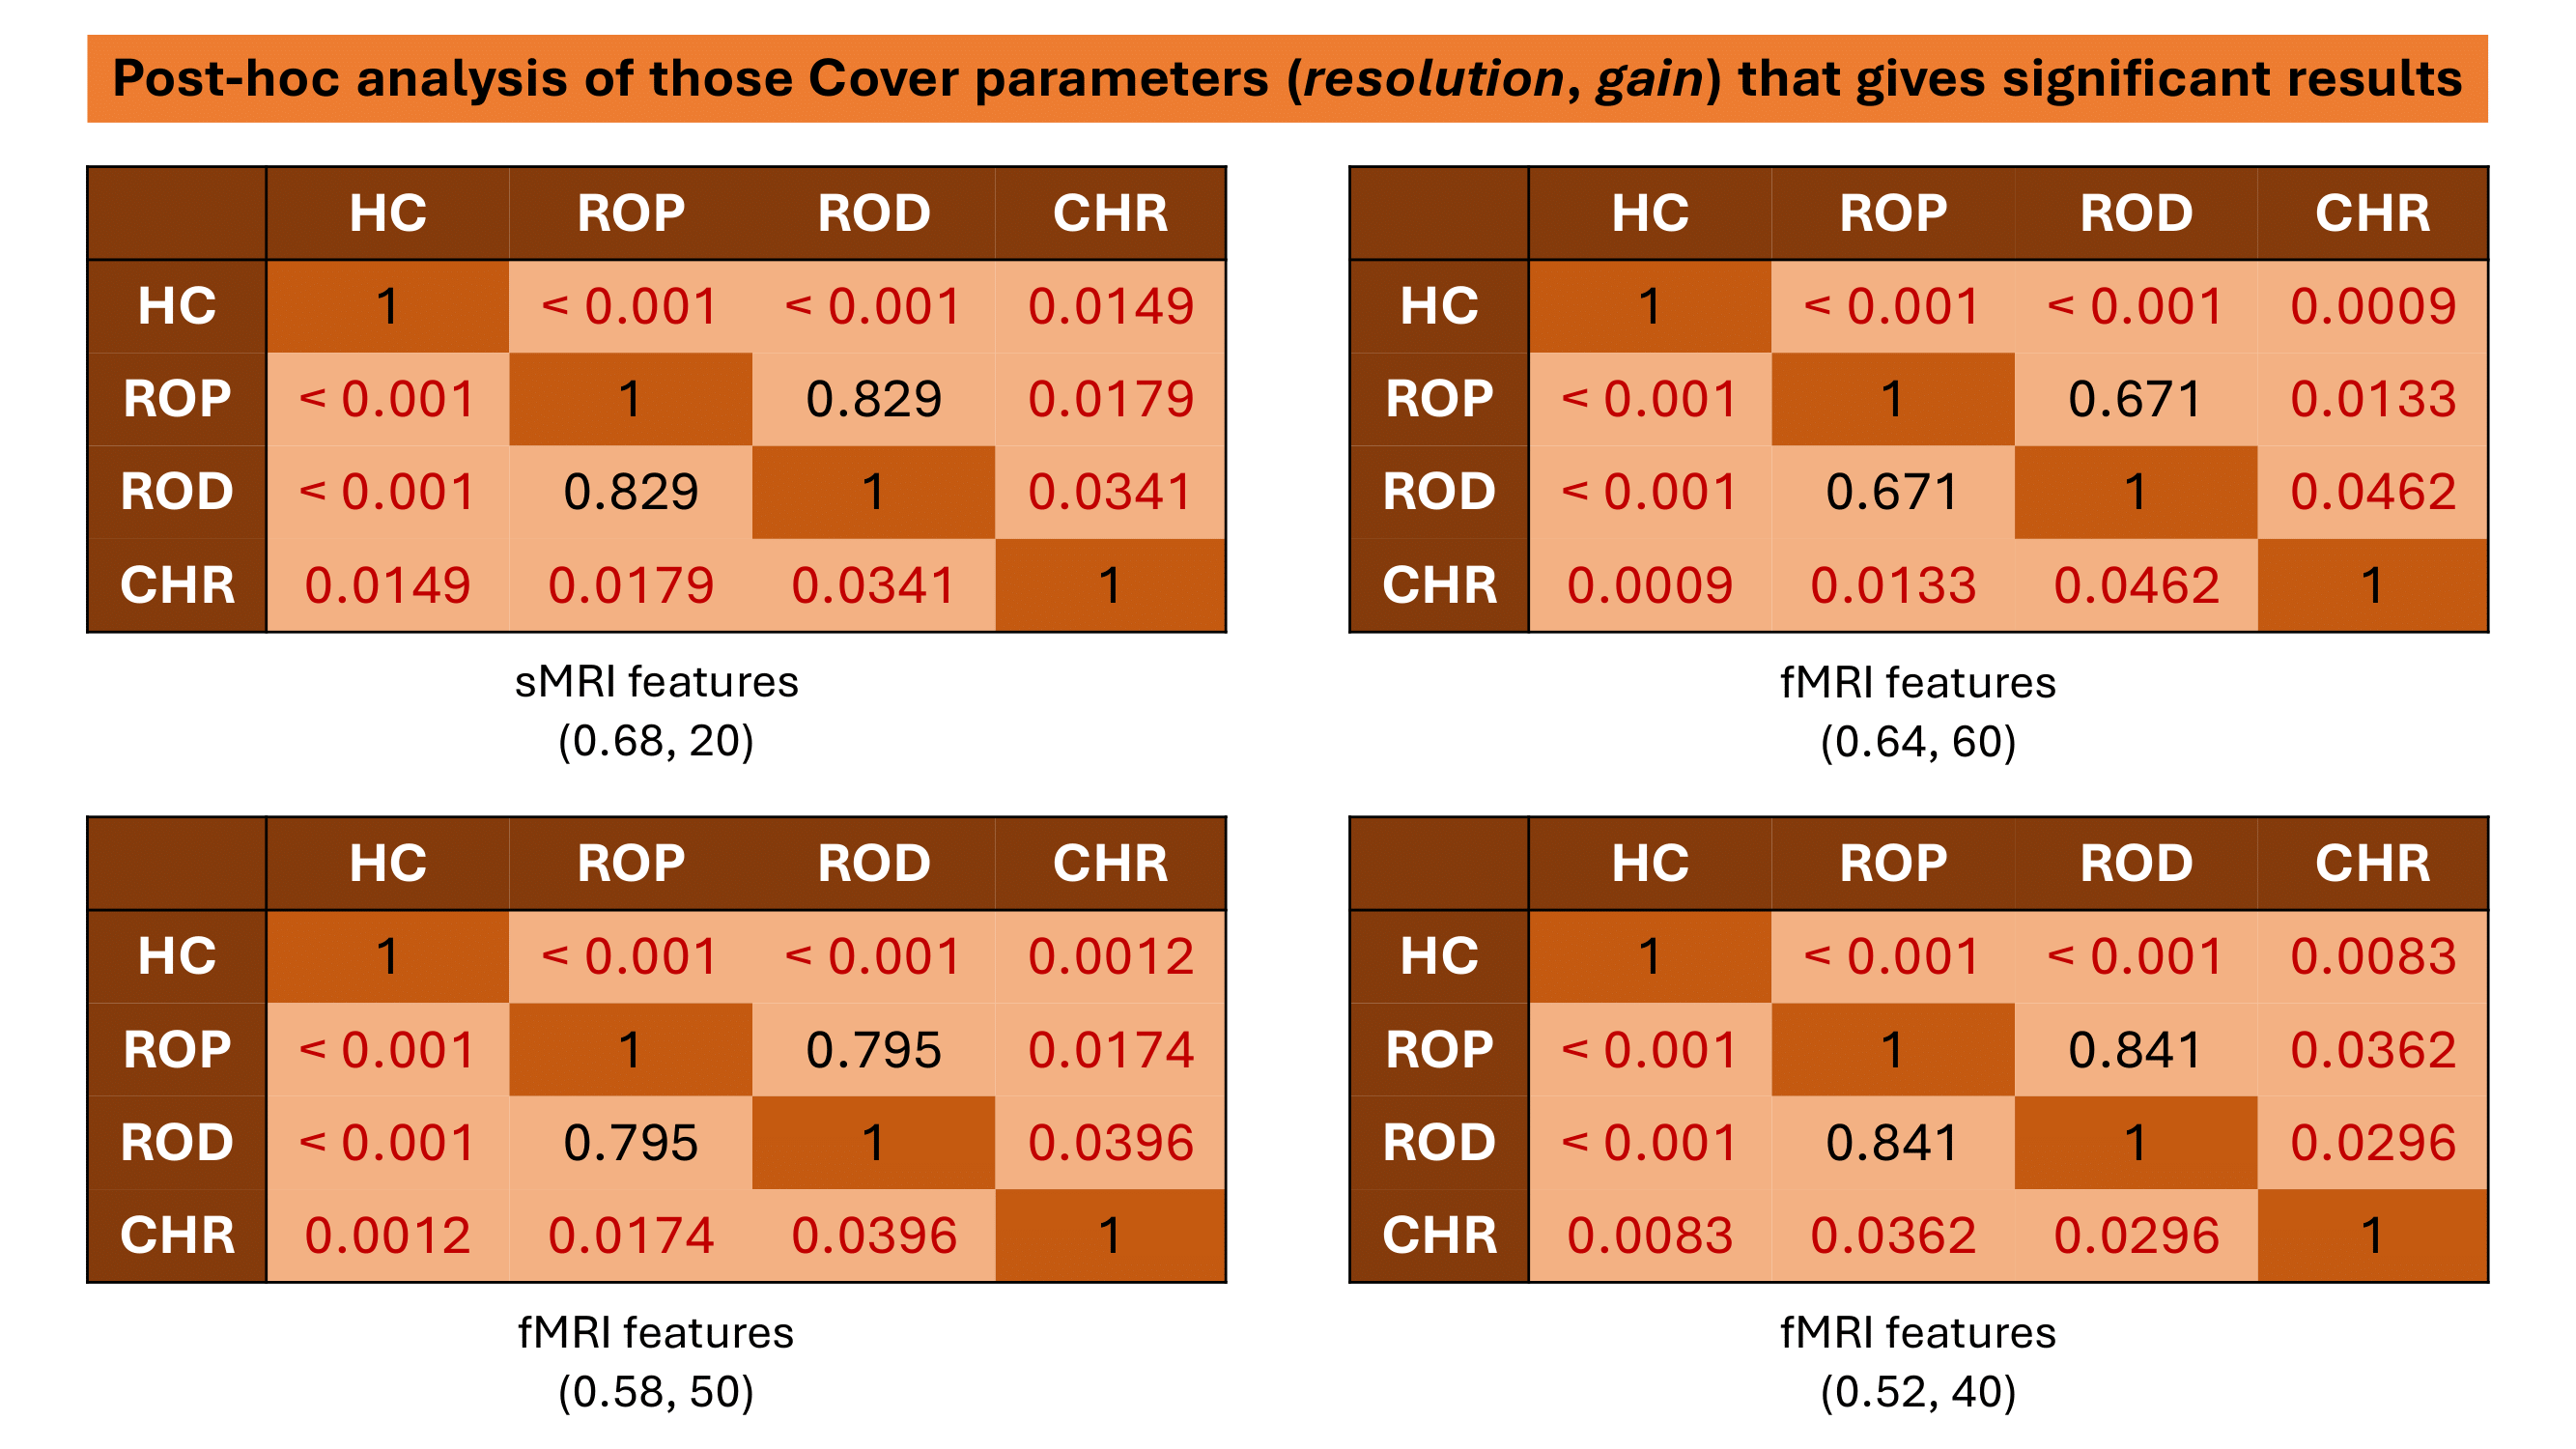 Post-hoc analysis of those Cover parameters (resolution, gain) that gives significant results
HC ROP ROD CHR
HC 1 < 0.001 < 0.001 0.0149
ROP < 0.001 1 0.829 0.0179
ROD < 0.001 0.829 1 0.0341
CHR 0.0149 0.0179 0.0341 1
sMRI features
(0.68, 20)
HC ROP ROD CHR
HC 1 < 0.001 < 0.001 0.0009
ROP < 0.001 1 0.671 0.0133
ROD < 0.001 0.671 1 0.0462
CHR 0.0009 0.0133 0.0462 1
fMRI features
(0.64, 60)
HC ROP ROD CHR
HC 1 < 0.001 < 0.001 0.0012
ROP < 0.001 1 0.795 0.0174
ROD < 0.001 0.795 1 0.0396
CHR 0.0012 0.0174 0.0396 1
fMRI features
(0.58, 50)
HC ROP ROD CHR
HC 1 < 0.001 < 0.001 0.0083
ROP < 0.001 1 0.841 0.0362
ROD < 0.001 0.841 1 0.0296
CHR 0.0083 0.0362 0.0296 1
fMRI features
(0.52, 40)